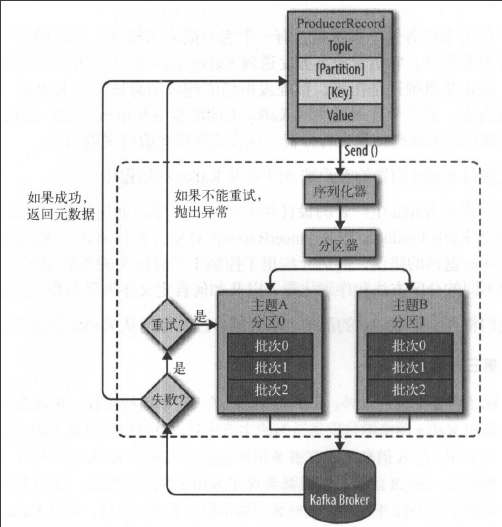 ProducerRecord
Topic
[Partition]
[Key]
Value
Send ()
如果成功，
返回元数据
如果不能重试，
抛出异常
序列化器
分区器
重试?
是
主题A
分区0
批次0
批次1
批次2
主题B
分区1
批次0
批次1
批次2
是
失败?
Kafka Broker